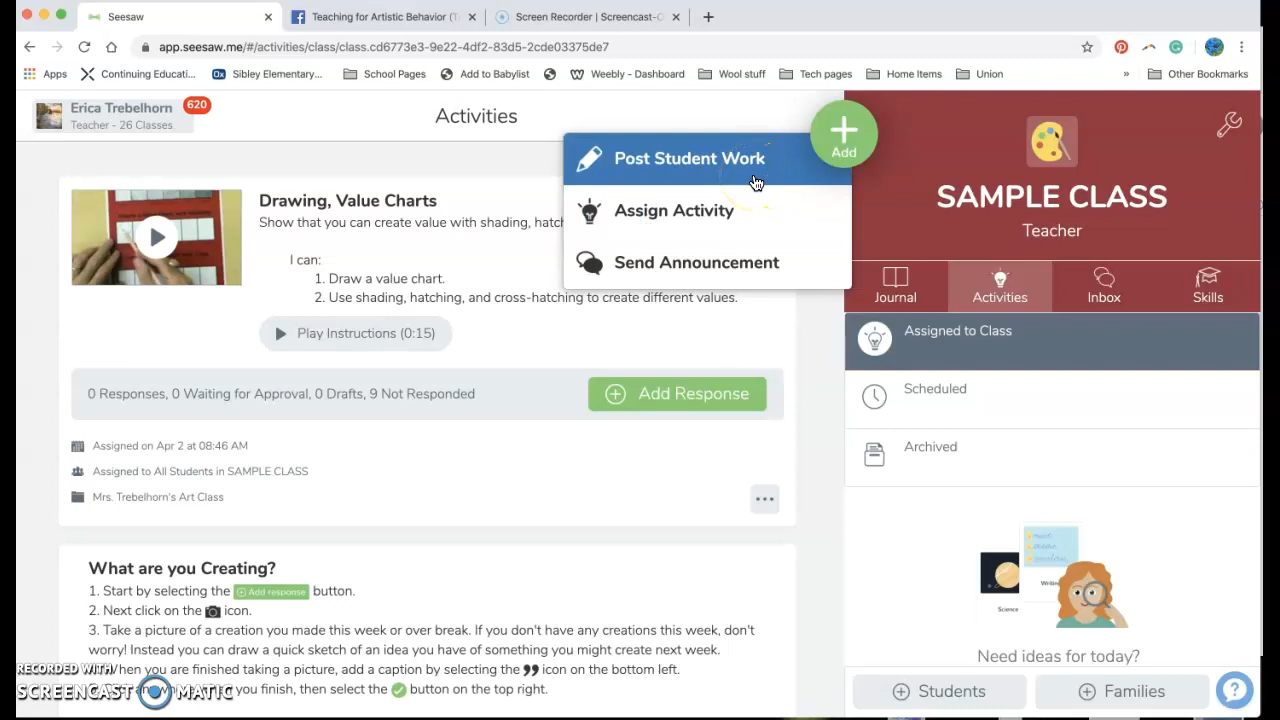 Seesaw
Teaching for Artistic Behavior (T
Screen Recorder | Screencast-O
app.seesaw.me/#/activities/class/class.cd6773e3-9e22-4df2-83d5-2cde03375de7
Apps
Continuing Educati...
Sibley Elementary...
School Pages
Add to Babylist
Weebly - Dashboard
Wool stuff
Tech pages
Home Items
Union
»
Other Bookmarks
Erica Trebelhorn
620
Teacher - 26 Classes
Activities
Add
Post Student Work
Assign Activity
Send Announcement
SAMPLE CLASS
Teacher
Journal
Activities
Inbox
Skills
Assigned to Class
Scheduled
Archived
Drawing, Value Charts
Show that you can create value with shading, hatch
I can:
1. Draw a value chart.
2. Use shading, hatching, and cross-hatching to create different values.
Play Instructions (0:15)
0 Responses, 0 Waiting for Approval, 0 Drafts, 9 Not Responded
Add Response
Assigned on Apr 2 at 08:46 AM
Assigned to All Students in SAMPLE CLASS
Mrs. Trebelhorn's Art Class
What are you Creating?
1. Start by selecting the Add response button.
2. Next click on the icon.
3. Take a picture of a creation you made this week or over break. If you don't have any creations this week, don't
worry! Instead you can draw a quick sketch of an idea you have of something you might create next week.
When you are finished taking a picture, add a caption by selecting the icon on the bottom left.
you finish, then select the button on the top right.
Science
Need ideas for today?
Students
Families
RECORDED WITH
SCREENCAST MATIC